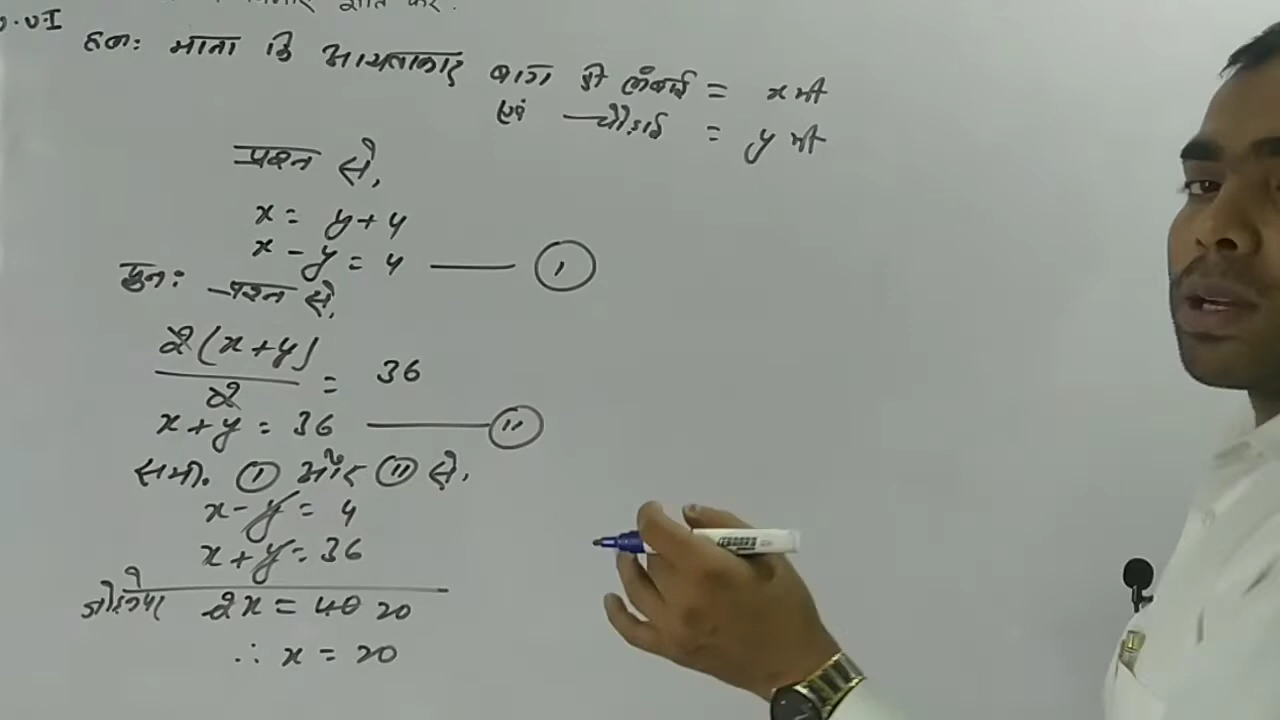 ज्ञात करें.
हल: माना कि आयताकार बाग की लंबाई = x मी
एवं चौड़ाई = y मी
प्रश्न से,
x = y + 4
x - y = 4 ——— (i)
पुन: प्रश्न से,
2(x+y)/2 = 36
x + y = 36 ——— (ii)
समी. (i) और (ii) से,
x - y = 4
x + y = 36
जोड़ने पर 2x = 40 20
∴ x = 20